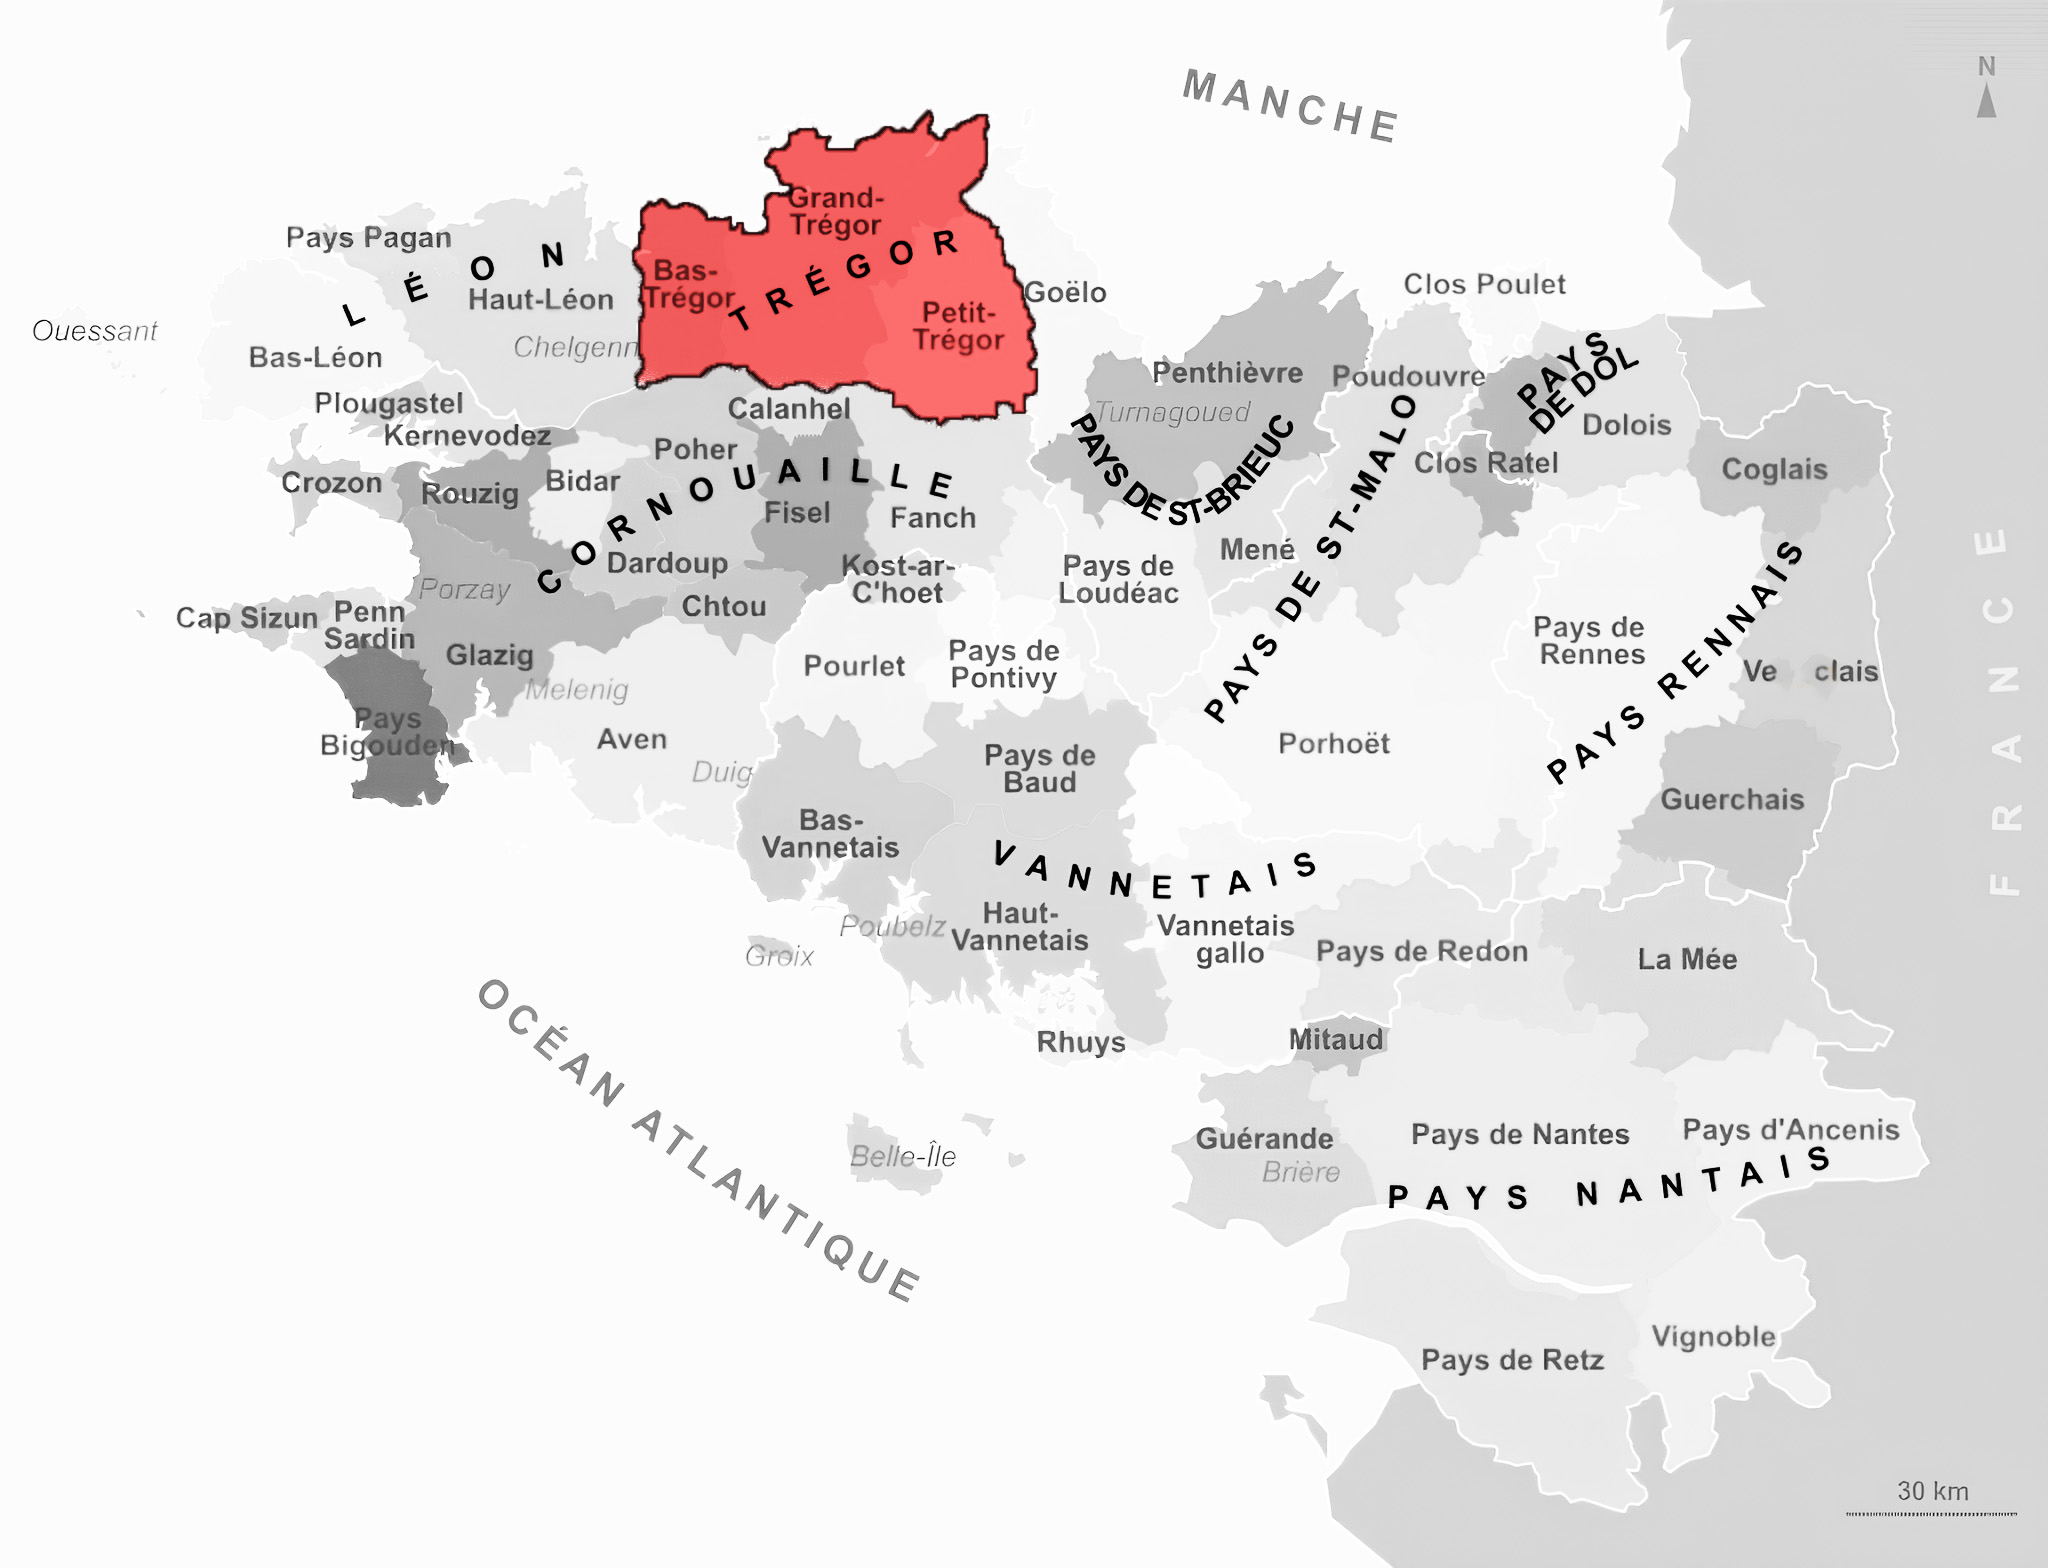 MANCHE
N
Grand-
Trégor
Pays Pagan
LÉON
Bas-
Trégor
TRÉGOR
Petit-
Trégor
Goëlo
Clos Poulet
Haut-Léon
Ouessant
Chelgenn
Bas-Léon
Penthièvre
Poudouvre
PAYS
DE DOL
Plougastel
Calanhel
Turnagoued
Dolois
Kernevodez
Poher
PAYS DE ST-BRIEUC
PAYS DE ST-MALO
Clos Ratel
Coglais
Crozon
Rouzig
Bidar
CORNOUAILLE
Fisel
Fanch
Mené
Dardoup
Kost-ar-
C'hoet
Pays de
Loudéac
Porzay
Chtou
Cap Sizun
Penn
Sardin
Glazig
Pourlet
Pays de
Pontivy
Pays de
Rennes
PAYS RENNAIS
Ve clais
FRANCE
Melenig
Pays
Bigouden
Aven
Duig
Pays de
Baud
Porhoët
Guerchais
Bas-
Vannetais
VANNETAIS
Haut-
Vannetais
Vannetais
gallo
Poubelz
Groix
Pays de Redon
La Mée
OCÉAN ATLANTIQUE
Rhuys
Mitaud
Guérande
Brière
Pays de Nantes
Pays d'Ancenis
Belle-Île
PAYS NANTAIS
Vignoble
Pays de Retz
30 km